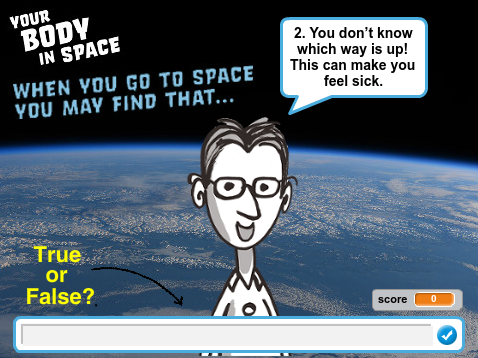 YOUR
BODY
IN SPACE
WHEN YOU GO TO SPACE
YOU MAY FIND THAT...
2. You don't know
which way is up!
This can make you
feel sick.
True
or
False?
score 0